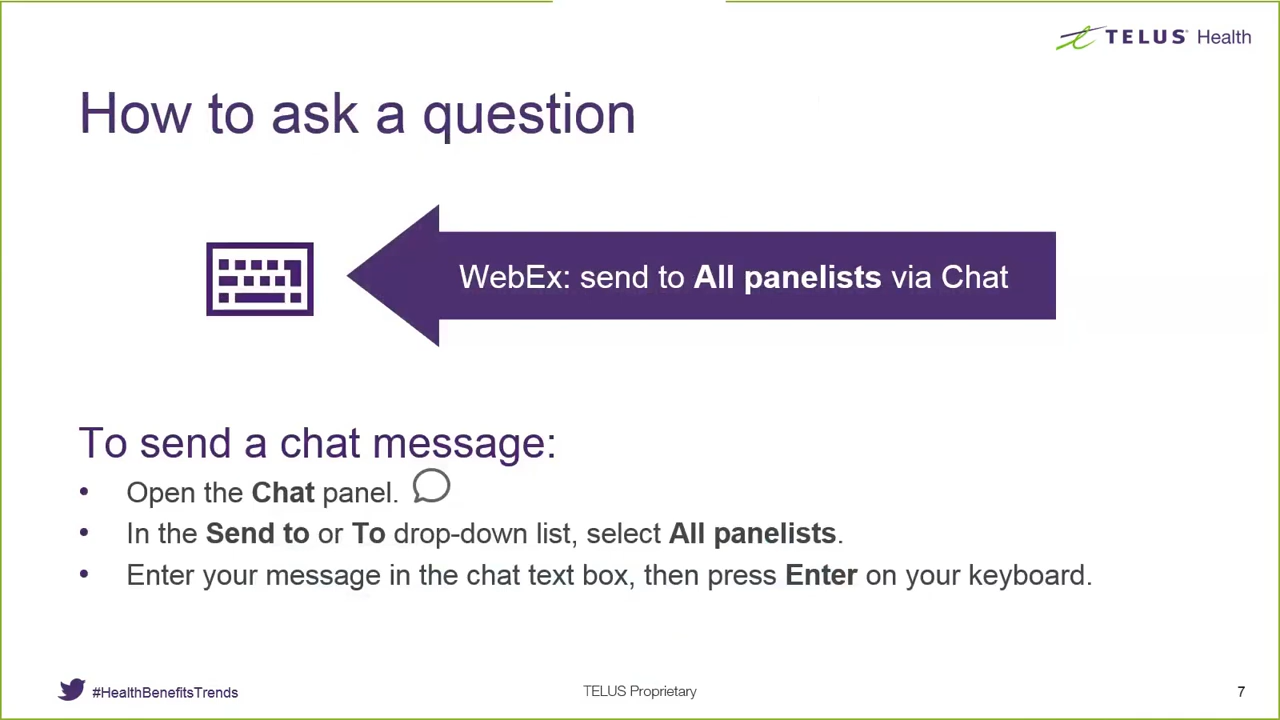 TELUS Health
How to ask a question
WebEx: send to All panelists via Chat
To send a chat message:
• Open the Chat panel.
• In the Send to or To drop-down list, select All panelists.
• Enter your message in the chat text box, then press Enter on your keyboard.
#HealthBenefitsTrends
TELUS Proprietary
7